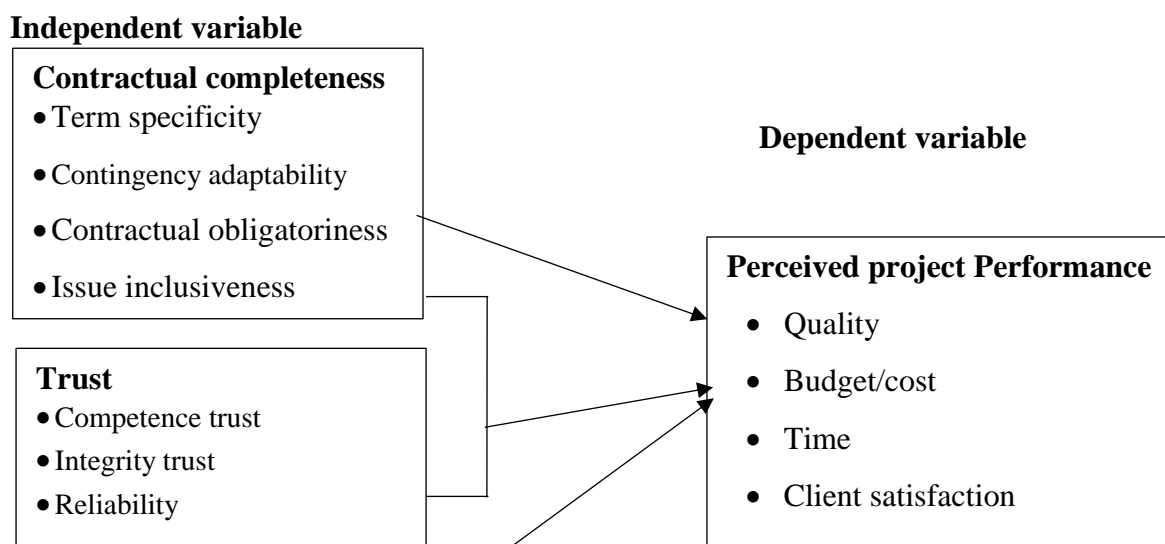 Independent variable
Contractual completeness
• Term specificity
• Contingency adaptability
• Contractual obligatoriness
• Issue inclusiveness
Trust
• Competence trust
• Integrity trust
• Reliability
Dependent variable
Perceived project Performance
• Quality
• Budget/cost
• Time
• Client satisfaction